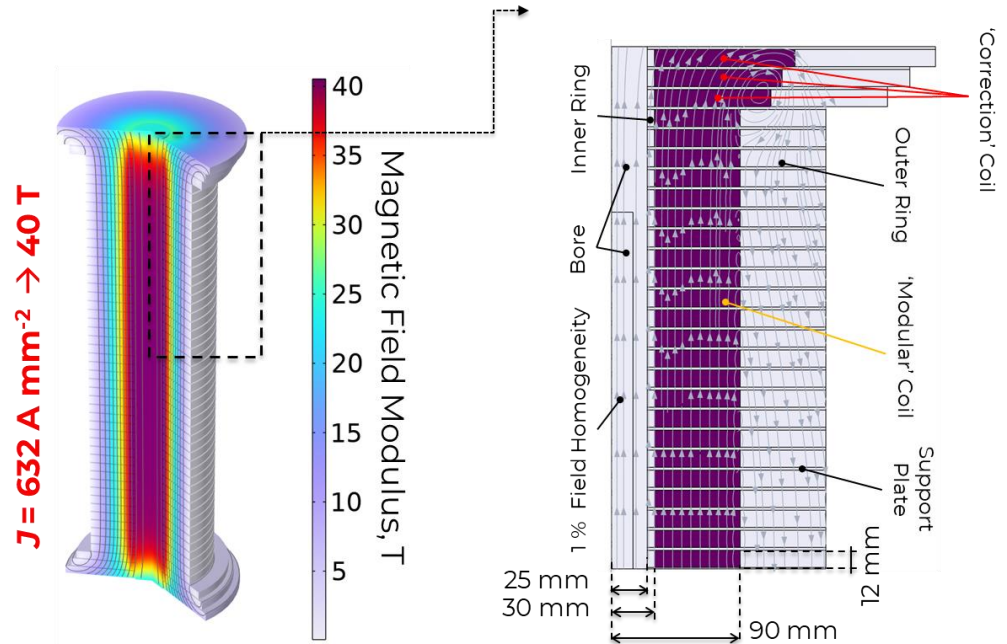 J = 632 A mm⁻² → 40 T
40
35
30
25
20
15
10
5
Magnetic Field Modulus, T
Inner Ring
Bore
1 % Field Homogeneity
'Correction' Coil
Outer Ring
'Modular' Coil
Support
Plate
12 mm
25 mm
30 mm
90 mm